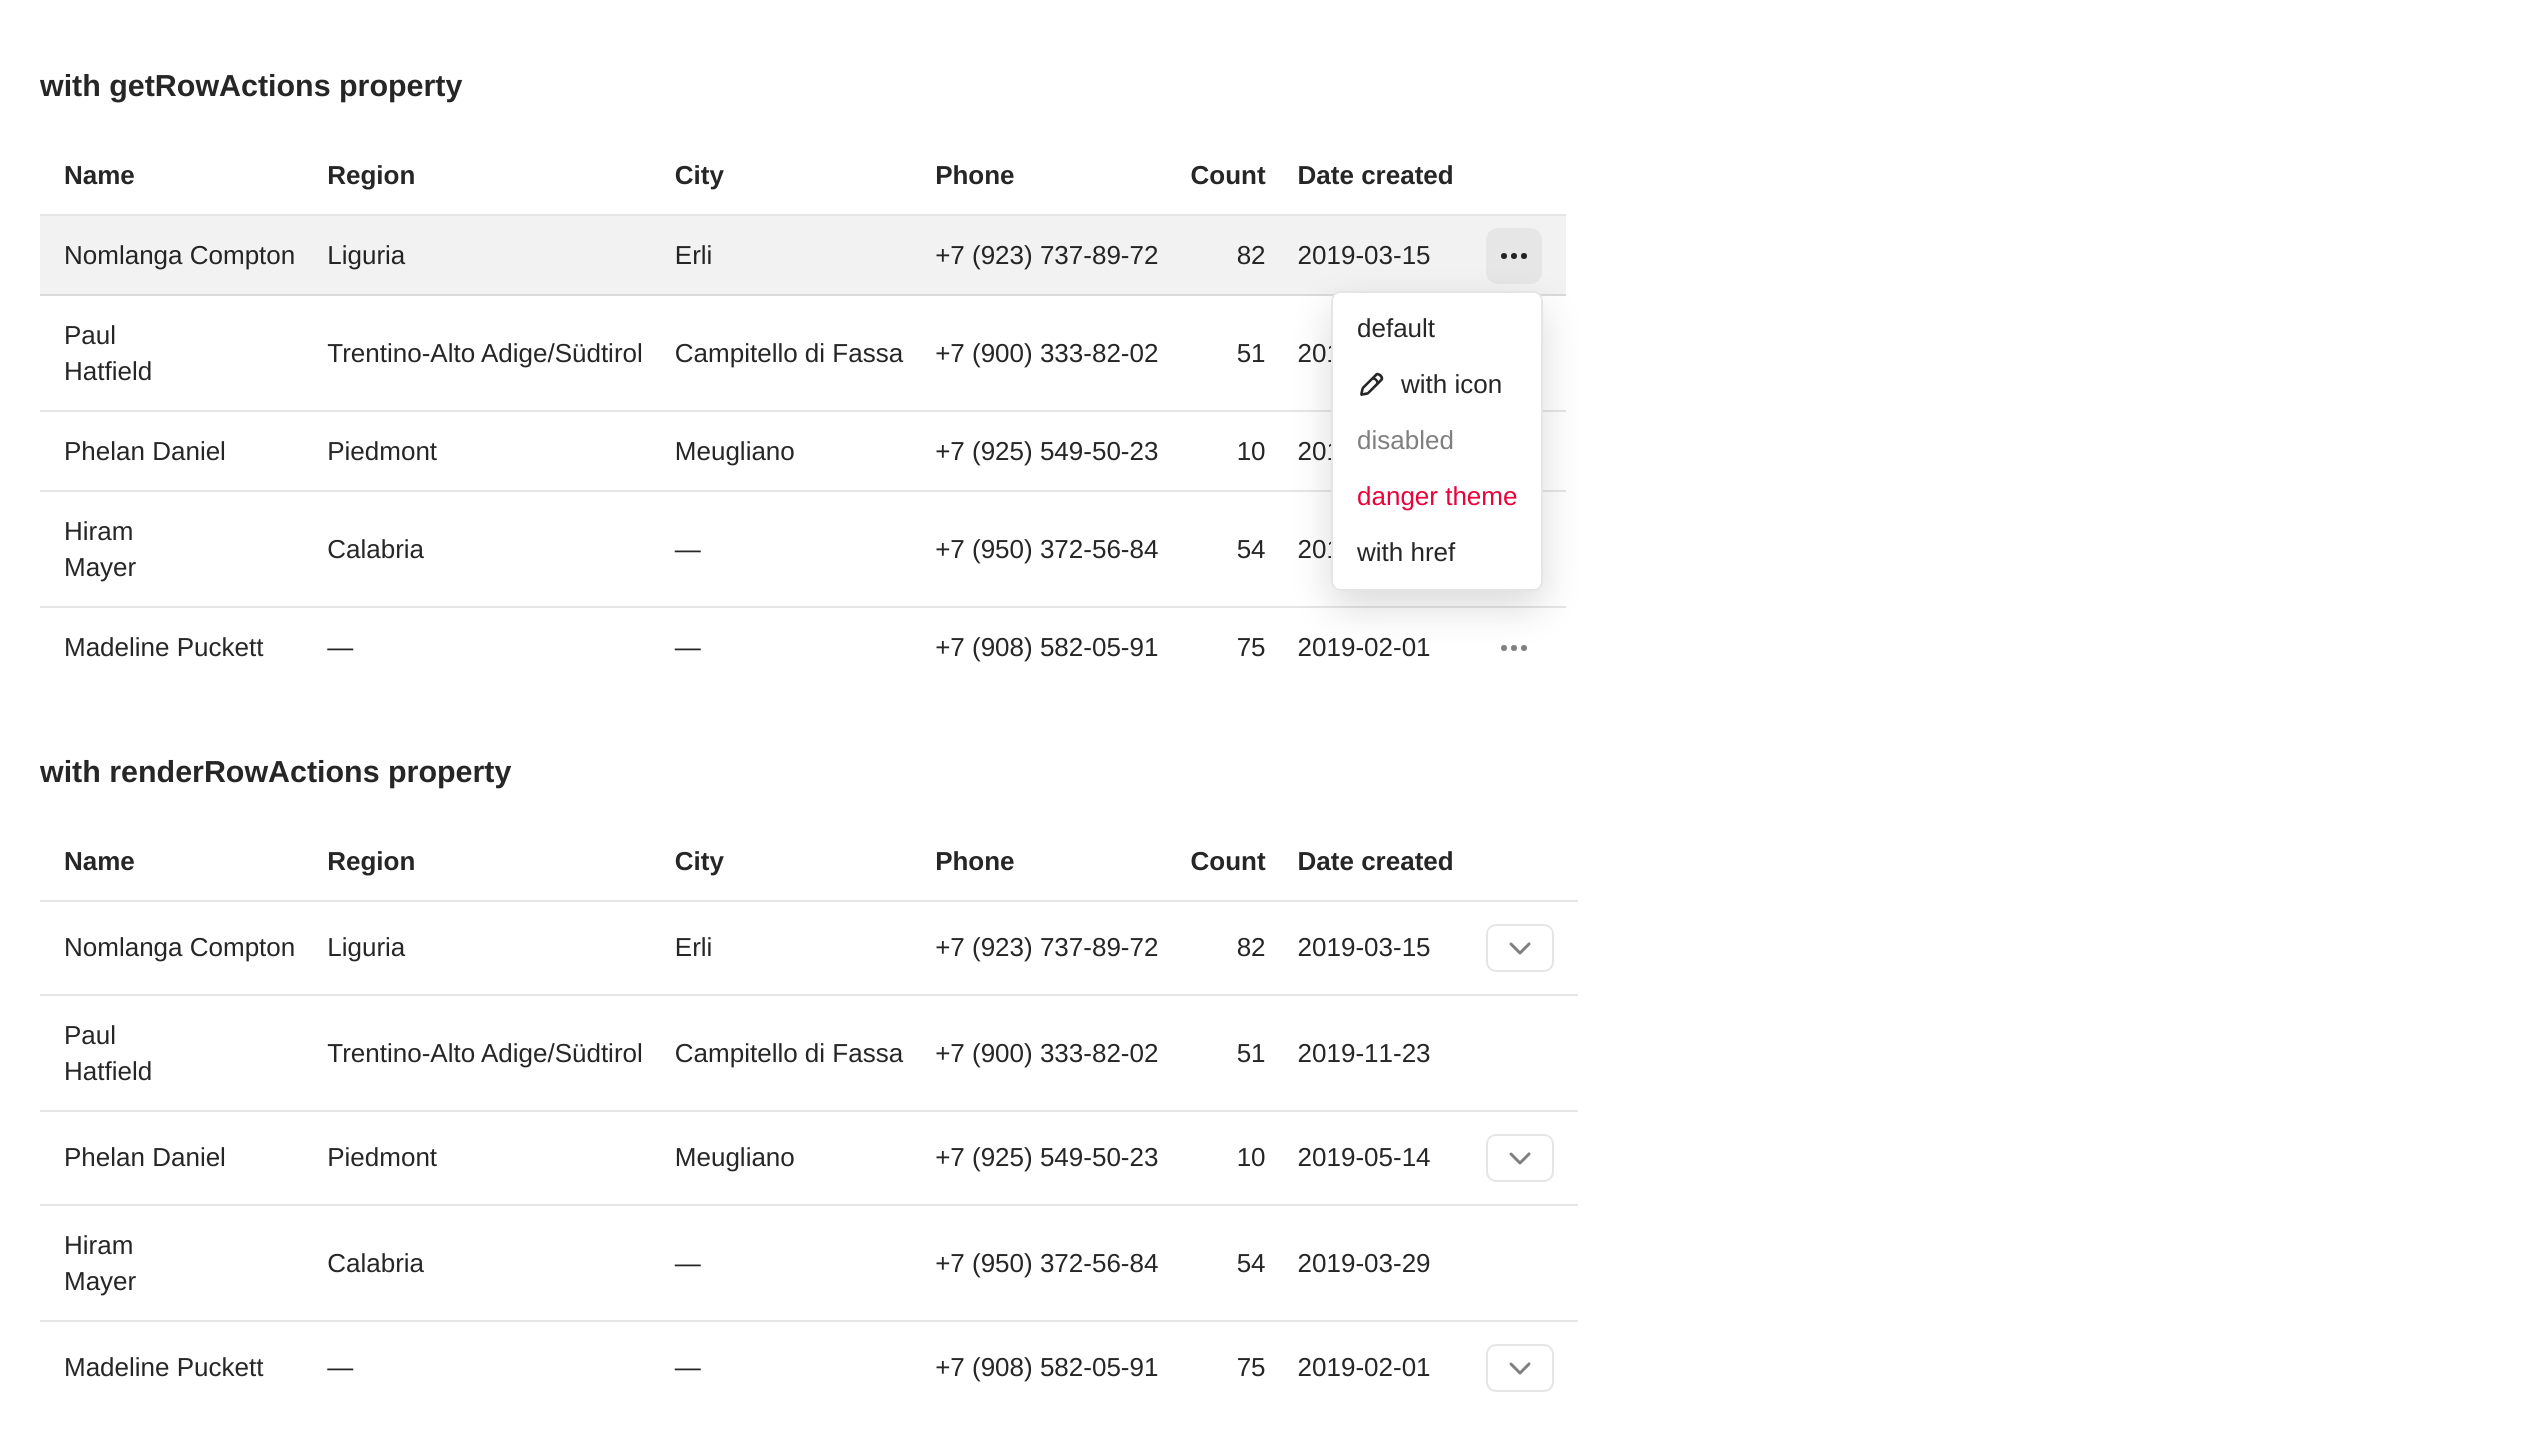 with getRowActions property
Name Region City Phone Count Date created
Nomlanga Compton Liguria Erli +7 (923) 737-89-72 82 2019-03-15
default
Paul
Hatfield
Trentino-Alto Adige/Südtirol Campitello di Fassa +7 (900) 333-82-02 51 201
with icon
disabled
Phelan Daniel Piedmont Meugliano +7 (925) 549-50-23 10 201
danger theme
Hiram
Mayer
Calabria — +7 (950) 372-56-84 54 201
with href
Madeline Puckett — — +7 (908) 582-05-91 75 2019-02-01
with renderRowActions property
Name Region City Phone Count Date created
Nomlanga Compton Liguria Erli +7 (923) 737-89-72 82 2019-03-15
Paul
Hatfield
Trentino-Alto Adige/Südtirol Campitello di Fassa +7 (900) 333-82-02 51 2019-11-23
Phelan Daniel Piedmont Meugliano +7 (925) 549-50-23 10 2019-05-14
Hiram
Mayer
Calabria — +7 (950) 372-56-84 54 2019-03-29
Madeline Puckett — — +7 (908) 582-05-91 75 2019-02-01